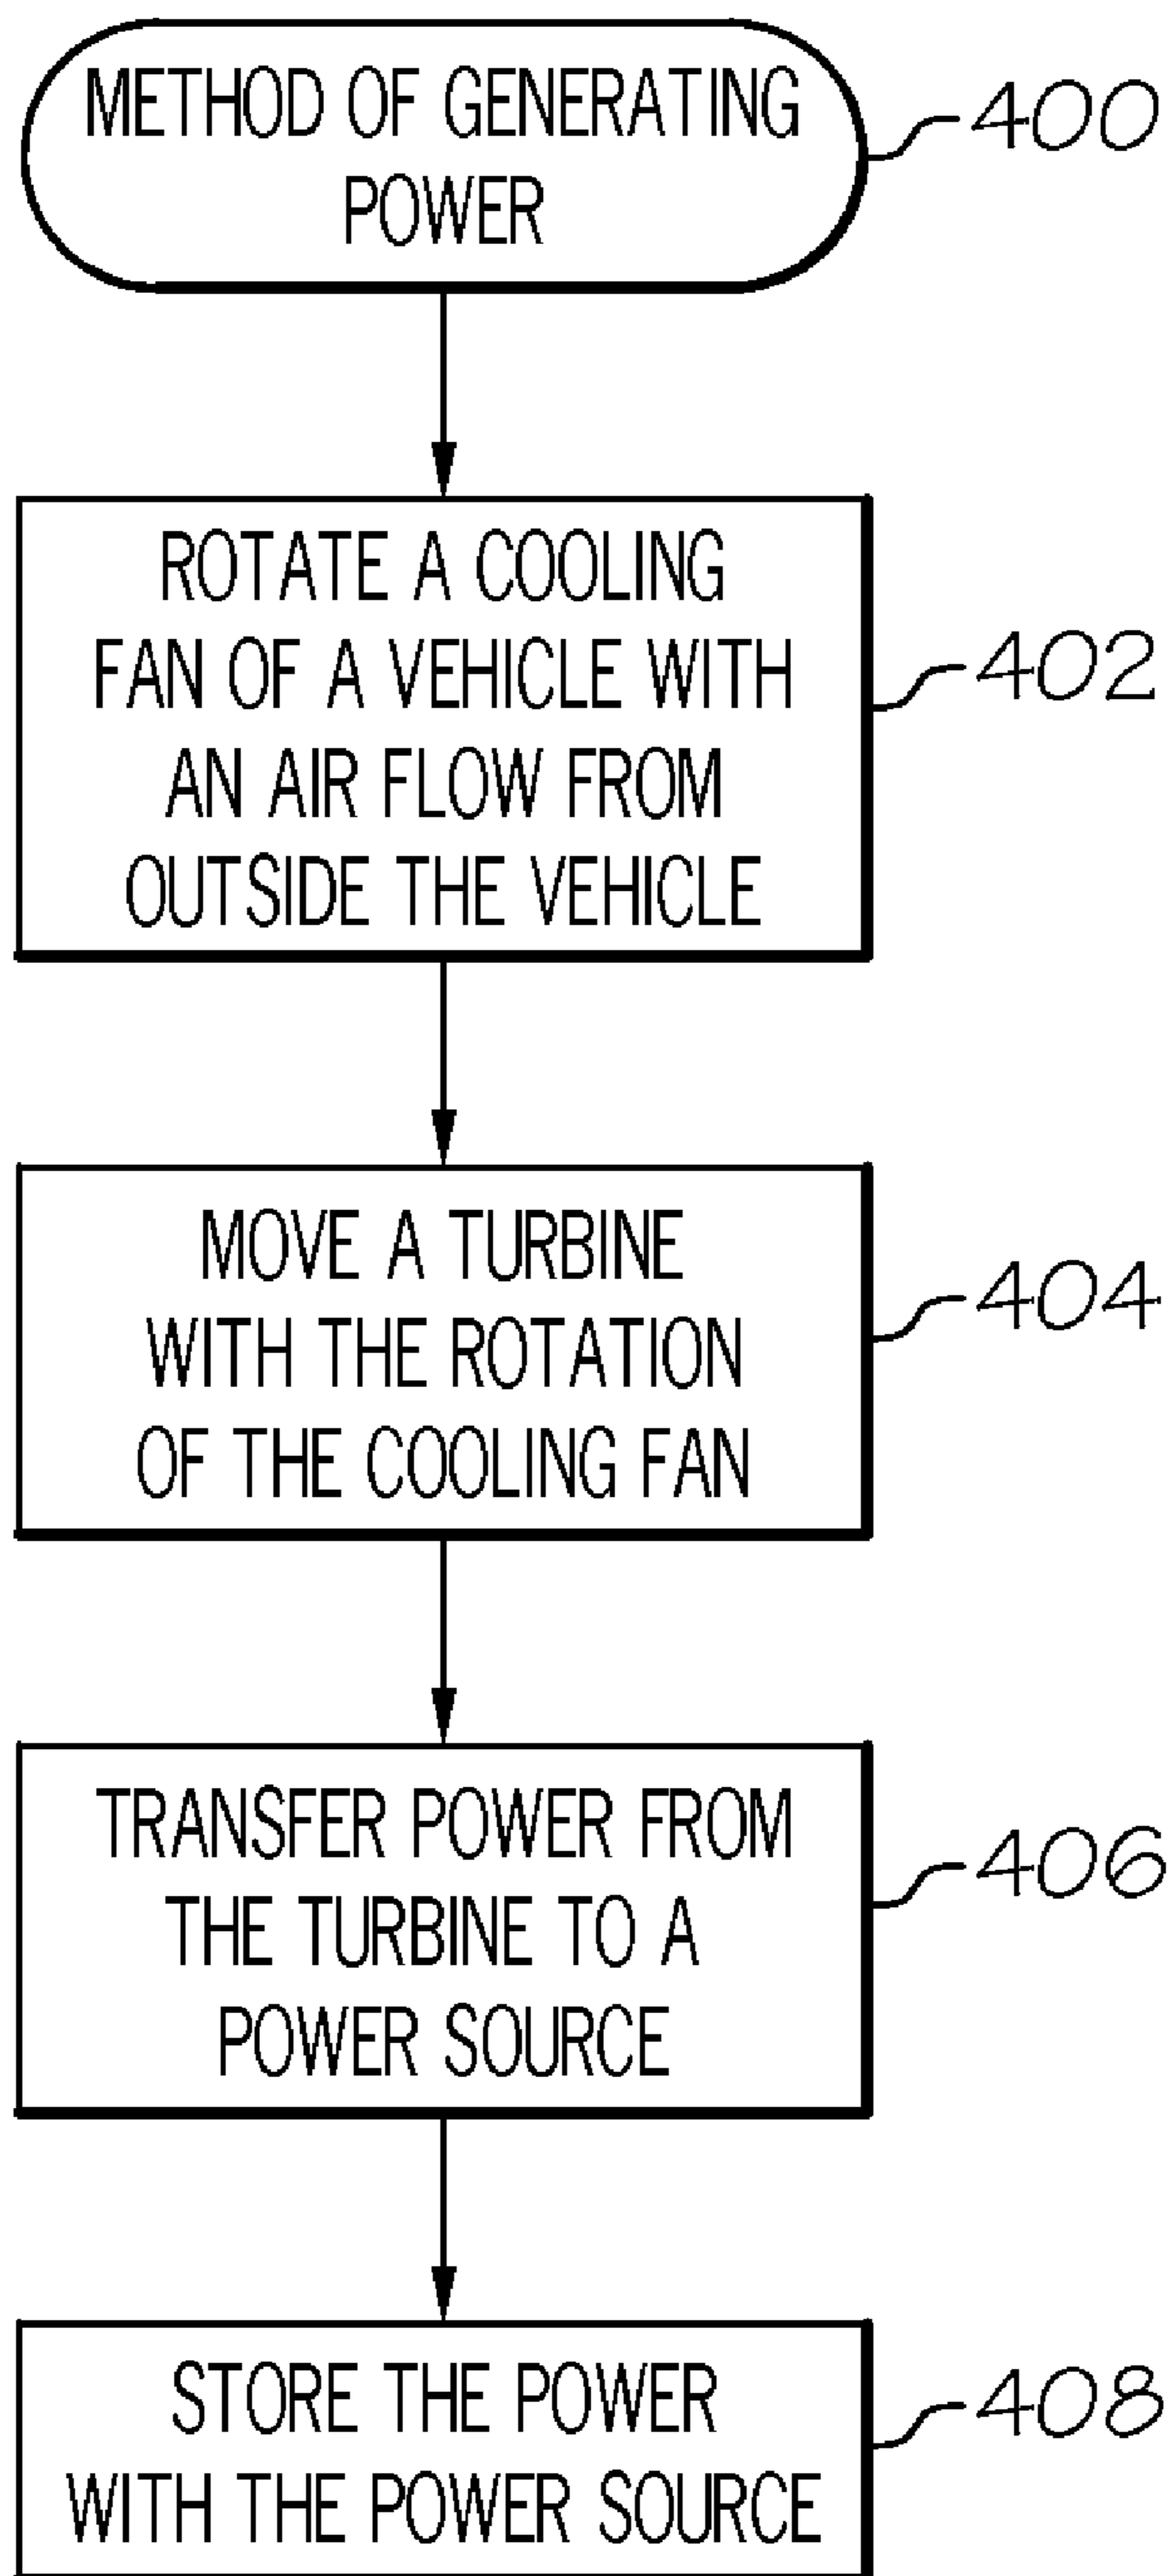 METHOD OF GENERATING
POWER
400
ROTATE A COOLING
FAN OF A VEHICLE WITH
AN AIR FLOW FROM
OUTSIDE THE VEHICLE
402
MOVE A TURBINE
WITH THE ROTATION
OF THE COOLING FAN
404
TRANSFER POWER FROM
THE TURBINE TO A
POWER SOURCE
406
STORE THE POWER
WITH THE POWER SOURCE
408